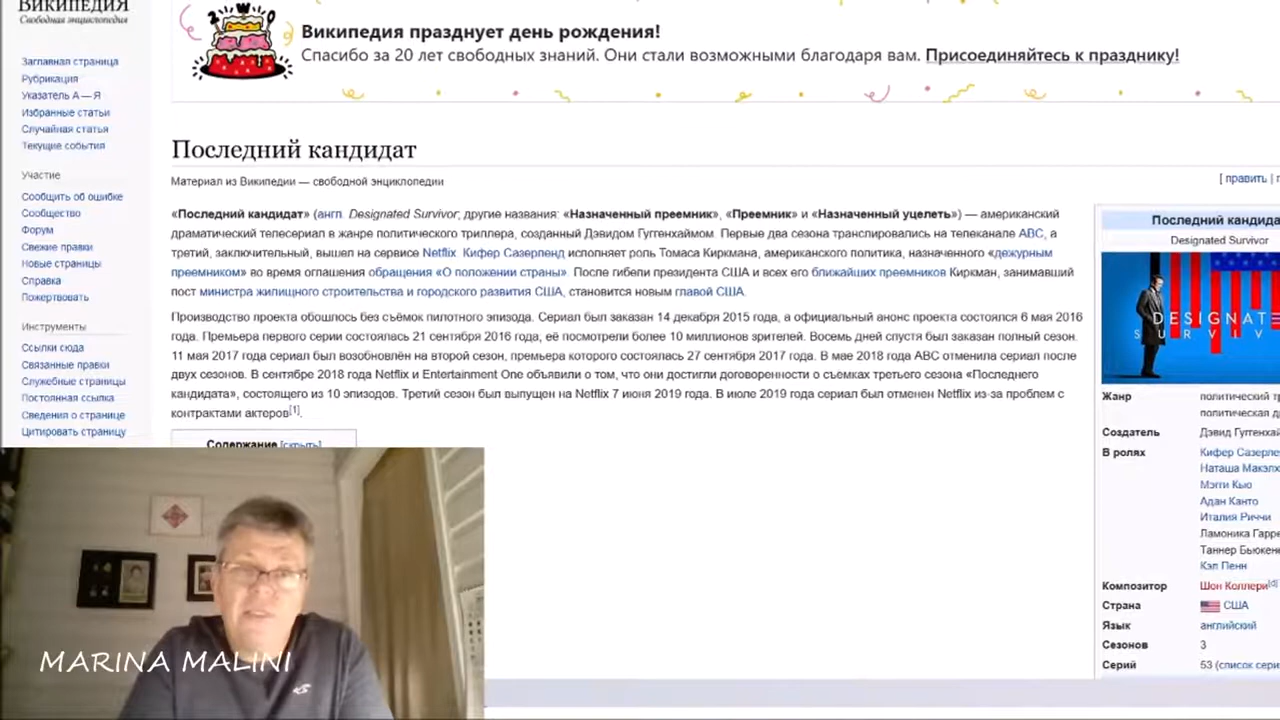 ВикипедиЯ
Свободная энциклопедия
Заглавная страница
Рубрикация
Указатель А — Я
Избранные статьи
Случайная статья
Текущие события
Участие
Сообщить об ошибке
Сообщество
Форум
Свежие правки
Новые страницы
Справка
Пожертвовать
Инструменты
Ссылки сюда
Связанные правки
Служебные страницы
Постоянная ссылка
Сведения о странице
Цитировать страницу
Википедия празднует день рождения!
Спасибо за 20 лет свободных знаний. Они стали возможными благодаря вам. Присоединяйтесь к празднику!
Последний кандидат
Материал из Википедии — свободной энциклопедии
[ править |
«Последний кандидат» (англ. Designated Survivor; другие названия: «Назначенный преемник», «Преемник» и «Назначенный уцелеть») — американский
драматический телесериал в жанре политического триллера, созданный Дэвидом Гуггенхаймом. Первые два сезона транслировались на телеканале ABC, а
третий, заключительный, вышел на сервисе Netflix. Кифер Сазерленд исполняет роль Томаса Киркмана, американского политика, назначенного «дежурным
преемником» во время оглашения обращения «О положении страны». После гибели президента США и всех его ближайших преемников Киркман, занимавший
пост министра жилищного строительства и городского развития США, становится новым главой США.
Производство проекта обошлось без съёмок пилотного эпизода. Сериал был заказан 14 декабря 2015 года, а официальный анонс проекта состоялся 6 мая 2016
года. Премьера первого серии состоялась 21 сентября 2016 года, её посмотрели более 10 миллионов зрителей. Восемь дней спустя был заказан полный сезон.
11 мая 2017 года сериал был возобновлён на второй сезон, премьера которого состоялась 27 сентября 2017 года. В мае 2018 года ABC отменила сериал после
двух сезонов. В сентябре 2018 года Netflix и Entertainment One объявили о том, что они достигли договоренности о съемках третьего сезона «Последнего
кандидата», состоящего из 10 эпизодов. Третий сезон был выпущен на Netflix 7 июня 2019 года. В июле 2019 года сериал был отменен Netflix из-за проблем с
контрактами актеров[1].
Содержание [скрыть]
Последний кандида
Designated Survivor
DESIGNATE
SURVIV
Жанр политический тр
политическая д
Создатель Дэвид Гуггенхай
В ролях Кифер Сазерле
Наташа Макэлх
Мэгги Кью
Адан Канто
Италия Риччи
Ламоника Гарре
Таннер Бьюкене
Кэл Пенн
Композитор Шон Коллери[d]
Страна США
Язык английский
Сезонов 3
Серий 53 (список сери
MARINA MALINI